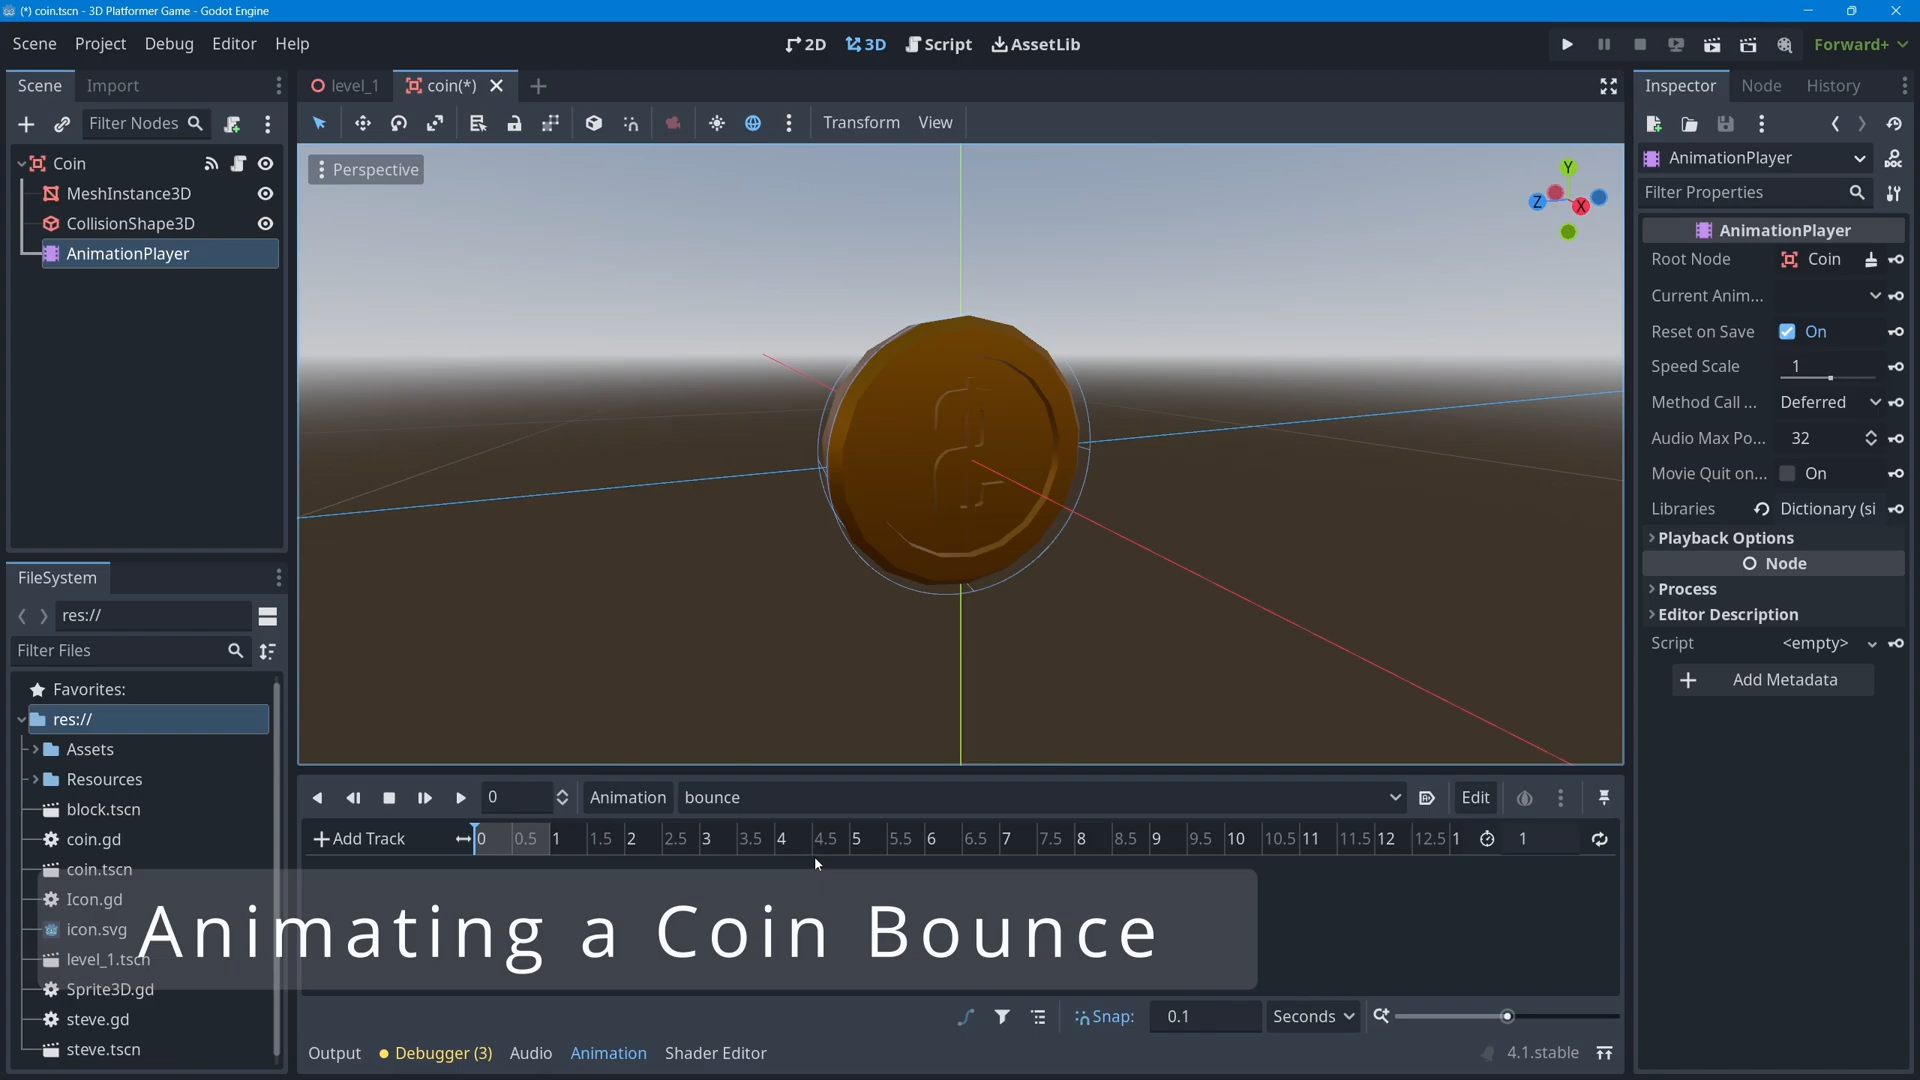 (*) coin.tscn - 3D Platformer Game - Godot Engine
Scene Project Debug Editor Help
2D 3D Script AssetLib
Forward+
Scene Import
level_1 coin(*)
Inspector Node History
Filter Nodes
Transform View
Coin
MeshInstance3D
CollisionShape3D
AnimationPlayer
Perspective
Y
Z
X
AnimationPlayer
Filter Properties
AnimationPlayer
Root Node Coin
Current Anim...
Reset on Save On
Speed Scale 1
Method Call ... Deferred
Audio Max Po... 32
Movie Quit on... On
Libraries Dictionary (si
Playback Options
Node
Process
Editor Description
Script <empty>
Add Metadata
FileSystem
res://
Filter Files
Favorites:
res://
Assets
Resources
block.tscn
coin.gd
coin.tscn
Icon.gd
icon.svg
level_1.tscn
Sprite3D.gd
steve.gd
steve.tscn
0 Animation bounce Edit
Add Track 0 0.5 1 1.5 2 2.5 3 3.5 4 4.5 5 5.5 6 6.5 7 7.5 8 8.5 9 9.5 10 10.5 11 11.5 12 12.5 1 1
Animating a Coin Bounce
Snap: 0.1 Seconds
Output Debugger (3) Audio Animation Shader Editor 4.1.stable